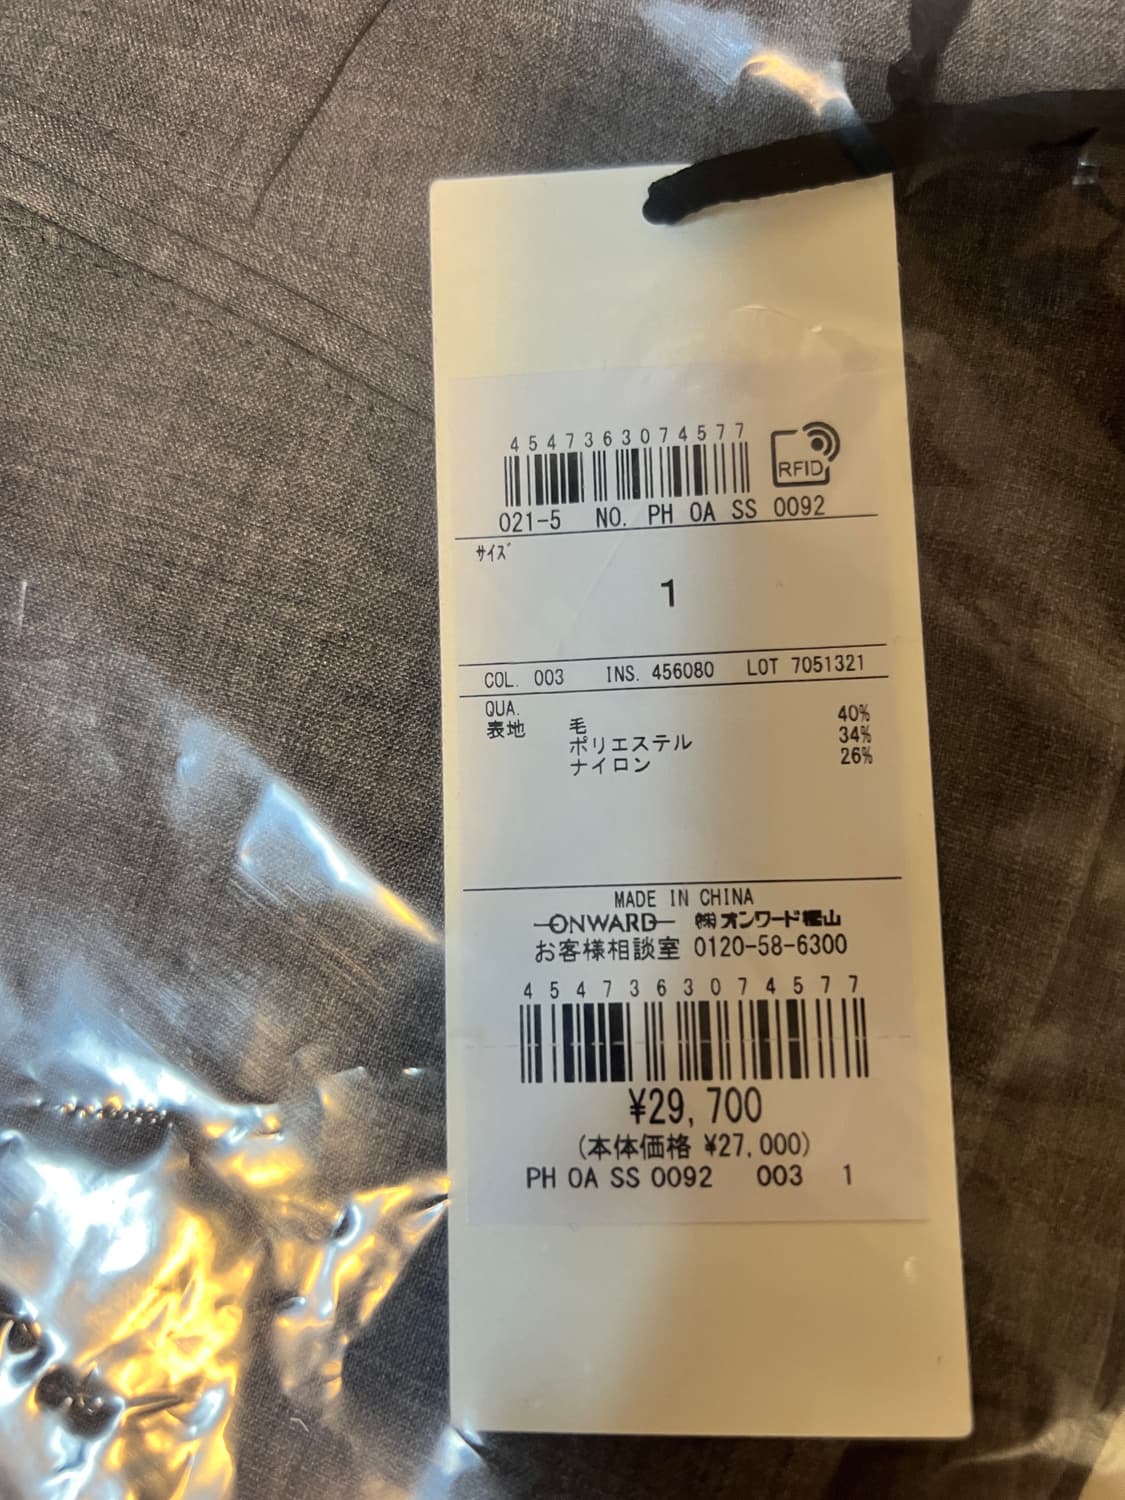 4547363074577
RFID
021-5 NO. PH OA SS 0092
サイズ
1
COL. 003 INS. 456080 LOT 7051321
QUA.
表地 毛 40%
ポリエステル 34%
ナイロン 26%
MADE IN CHINA
ONWARD ㈱オンワード樫山
お客様相談室 0120-58-6300
4547363074577
¥29,700
(本体価格 ¥27,000)
PH OA SS 0092 003 1